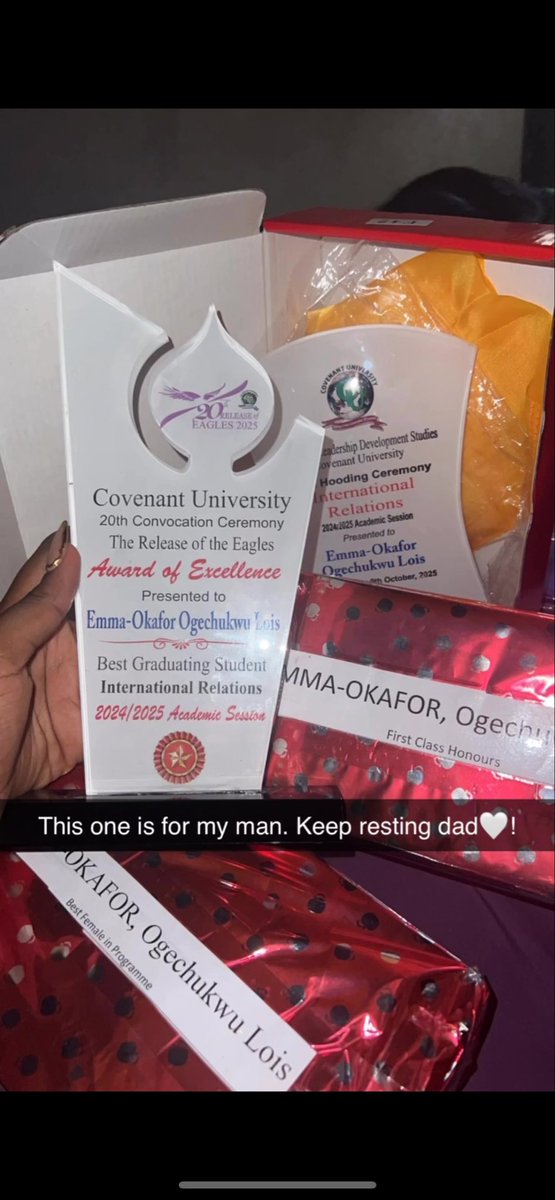 20th RELEASE of
EAGLES 2025
Covenant University
20th Convocation Ceremony
The Release of the Eagles
Award of Excellence
Presented to
Emma-Okafor Ogechukwu Lois
Best Graduating Student
International Relations
2024/2025 Academic Session
COVENANT UNIVERSITY
Leadership Development Studies
Covenant University
Hooding Ceremony
International
Relations
2024/2025 Academic Session
Presented to
Emma-Okafor
Ogechukwu Lois
October, 2025
MMA-OKAFOR, Ogechu
First Class Honours
This one is for my man. Keep resting dad🤍!
OKAFOR, Ogechukwu Lois
Best Female in Programme